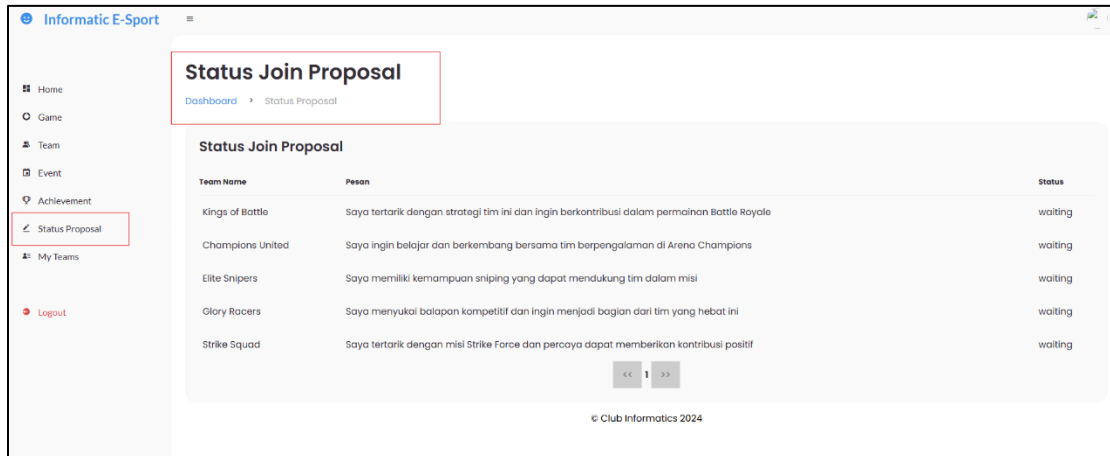 Informatic E-Sport
Home
Game
Team
Event
Achievement
Status Proposal
My Teams
Logout
Status Join Proposal
Dashboard > Status Proposal
Status Join Proposal
Team Name Pesan Status
Kings of Battle Saya tertarik dengan strategi tim ini dan ingin berkontribusi dalam permainan Battle Royale waiting
Champions United Saya ingin belajar dan berkembang bersama tim berpengalaman di Arena Champions waiting
Elite Snipers Saya memiliki kemampuan sniping yang dapat mendukung tim dalam misi waiting
Glory Racers Saya menyukai balapan kompetitif dan ingin menjadi bagian dari tim yang hebat ini waiting
Strike Squad Saya tertarik dengan misi Strike Force dan percaya dapat memberikan kontribusi positif waiting
<< 1 >>
© Club Informatics 2024